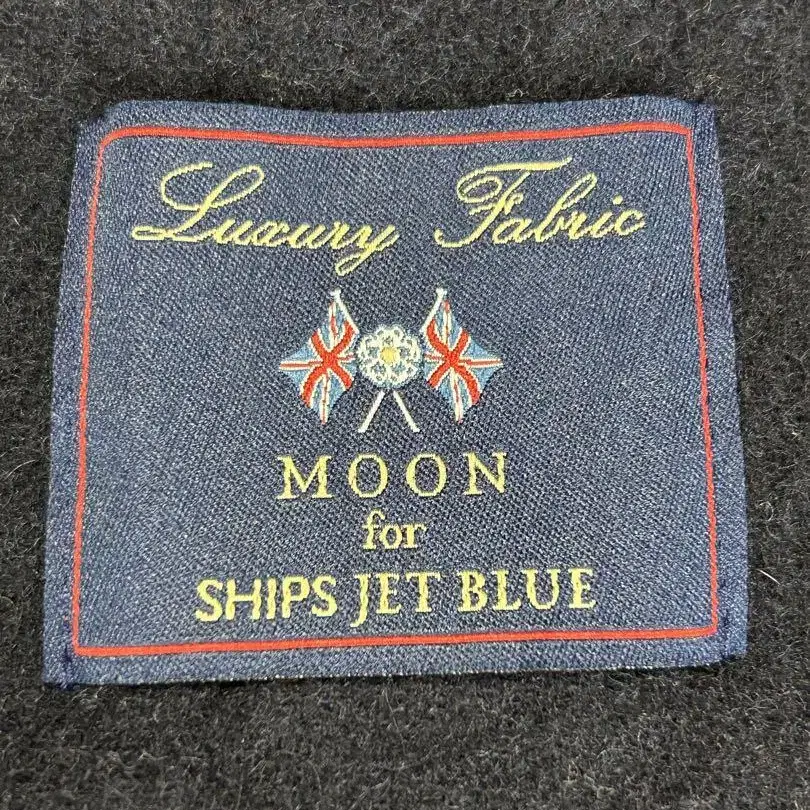 Luxury Fabric
MOON
for
SHIPS JET BLUE